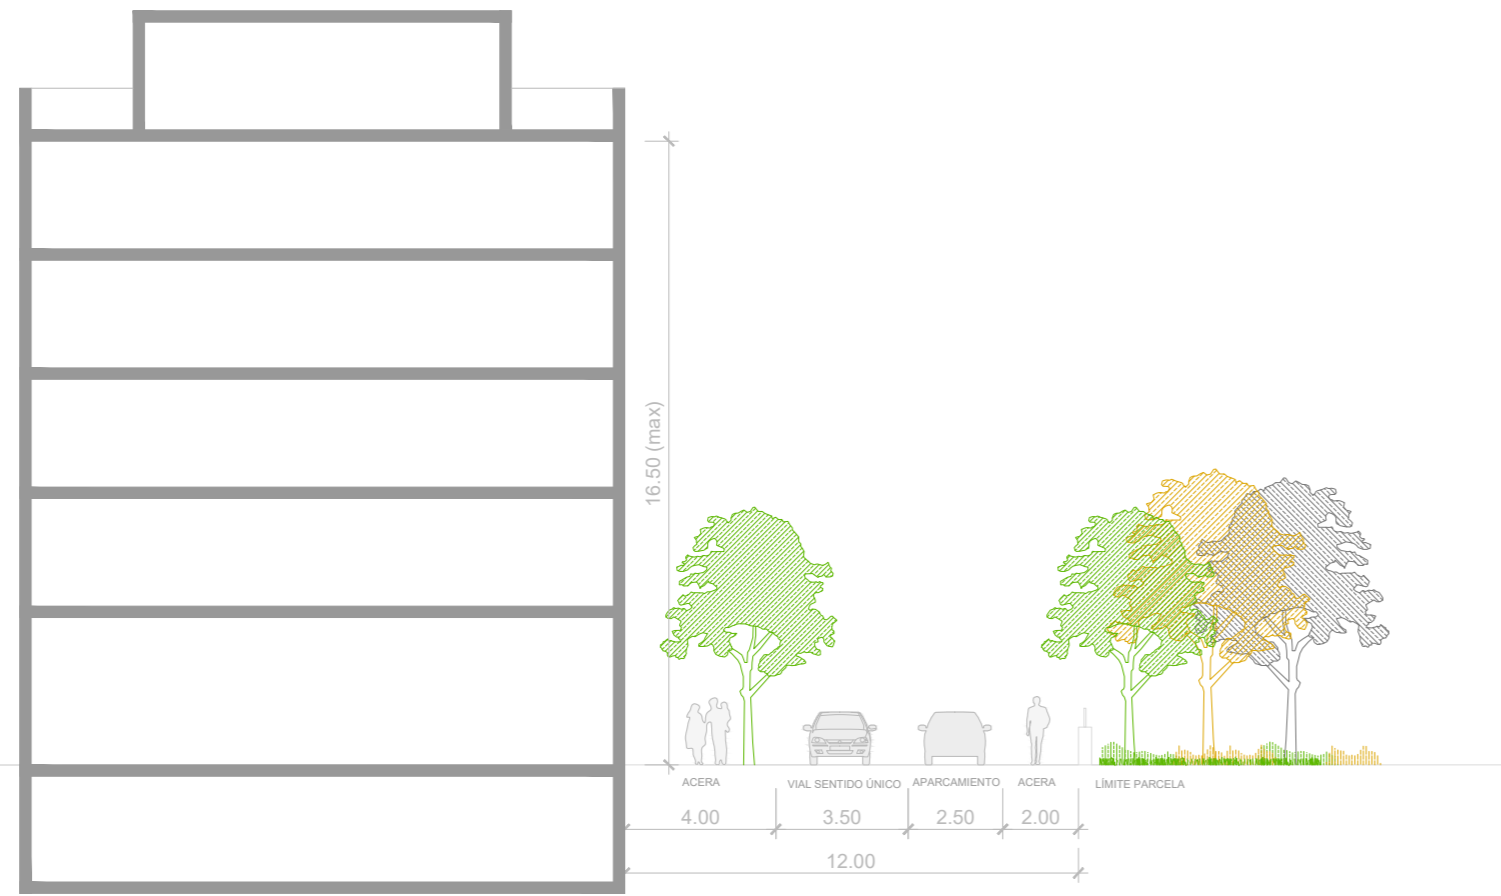 16.50 (max)
ACERA VIAL SENTIDO ÚNICO APARCAMIENTO ACERA LÍMITE PARCELA
4.00 3.50 2.50 2.00
12.00